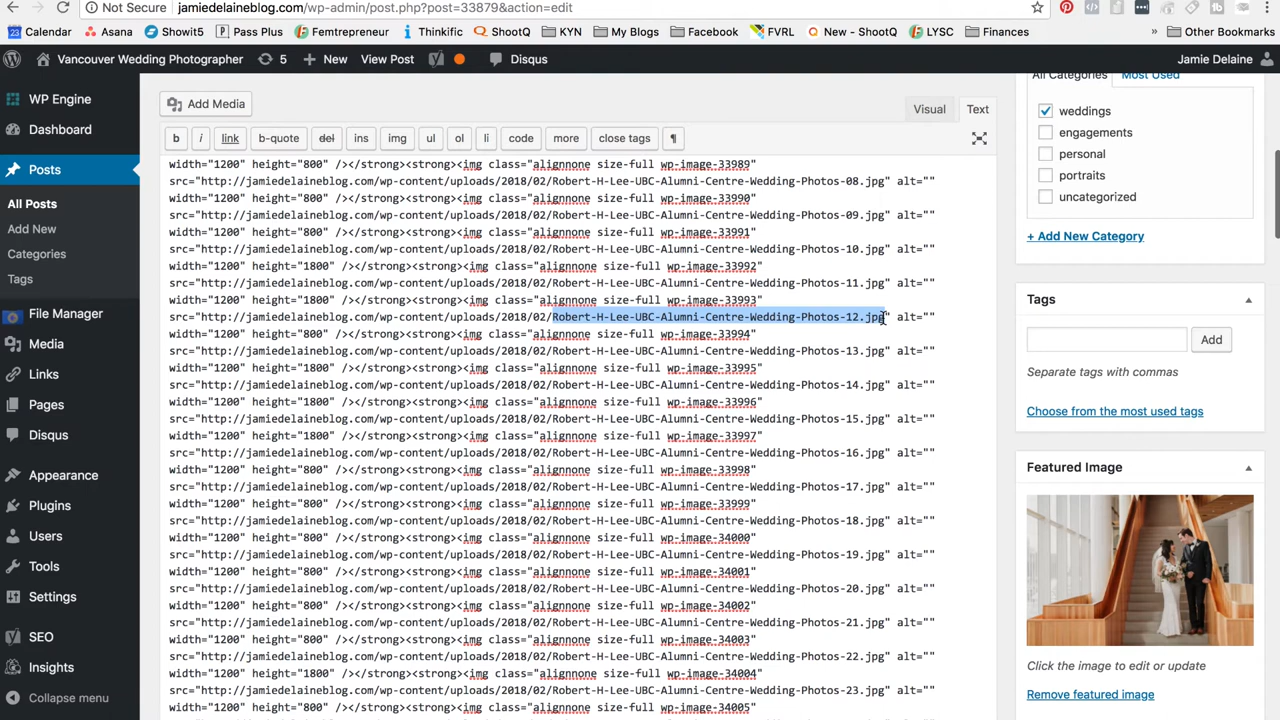 Not Secure jamiedelaineblog.com/wp-admin/post.php?post=33879&action=edit
Calendar Asana Showit5 Pass Plus Femtrepreneur Thinkific ShootQ KYN My Blogs Facebook FVRL New - ShootQ LYSC Finances » Other Bookmarks
Vancouver Wedding Photographer 5 New View Post Disqus Jamie Delaine
WP Engine
Dashboard
Posts
All Posts
Add New
Categories
Tags
File Manager
Media
Links
Pages
Disqus
Appearance
Plugins
Users
Tools
Settings
SEO
Insights
Collapse menu
Add Media
Visual Text
b i link b-quote del ins img ul ol li code more close tags ¶
width="1200" height="800" /></strong><strong><img class="alignnone size-full wp-image-33989"
src="http://jamiedelaineblog.com/wp-content/uploads/2018/02/Robert-H-Lee-UBC-Alumni-Centre-Wedding-Photos-08.jpg" alt=""
width="1200" height="800" /></strong><strong><img class="alignnone size-full wp-image-33990"
src="http://jamiedelaineblog.com/wp-content/uploads/2018/02/Robert-H-Lee-UBC-Alumni-Centre-Wedding-Photos-09.jpg" alt=""
width="1200" height="800" /></strong><strong><img class="alignnone size-full wp-image-33991"
src="http://jamiedelaineblog.com/wp-content/uploads/2018/02/Robert-H-Lee-UBC-Alumni-Centre-Wedding-Photos-10.jpg" alt=""
width="1200" height="1800" /></strong><strong><img class="alignnone size-full wp-image-33992"
src="http://jamiedelaineblog.com/wp-content/uploads/2018/02/Robert-H-Lee-UBC-Alumni-Centre-Wedding-Photos-11.jpg" alt=""
width="1200" height="1800" /></strong><strong><img class="alignnone size-full wp-image-33993"
src="http://jamiedelaineblog.com/wp-content/uploads/2018/02/Robert-H-Lee-UBC-Alumni-Centre-Wedding-Photos-12.jpg" alt=""
width="1200" height="800" /></strong><strong><img class="alignnone size-full wp-image-33994"
src="http://jamiedelaineblog.com/wp-content/uploads/2018/02/Robert-H-Lee-UBC-Alumni-Centre-Wedding-Photos-13.jpg" alt=""
width="1200" height="1800" /></strong><strong><img class="alignnone size-full wp-image-33995"
src="http://jamiedelaineblog.com/wp-content/uploads/2018/02/Robert-H-Lee-UBC-Alumni-Centre-Wedding-Photos-14.jpg" alt=""
width="1200" height="1800" /></strong><strong><img class="alignnone size-full wp-image-33996"
src="http://jamiedelaineblog.com/wp-content/uploads/2018/02/Robert-H-Lee-UBC-Alumni-Centre-Wedding-Photos-15.jpg" alt=""
width="1200" height="1800" /></strong><strong><img class="alignnone size-full wp-image-33997"
src="http://jamiedelaineblog.com/wp-content/uploads/2018/02/Robert-H-Lee-UBC-Alumni-Centre-Wedding-Photos-16.jpg" alt=""
width="1200" height="800" /></strong><strong><img class="alignnone size-full wp-image-33998"
src="http://jamiedelaineblog.com/wp-content/uploads/2018/02/Robert-H-Lee-UBC-Alumni-Centre-Wedding-Photos-17.jpg" alt=""
width="1200" height="800" /></strong><strong><img class="alignnone size-full wp-image-33999"
src="http://jamiedelaineblog.com/wp-content/uploads/2018/02/Robert-H-Lee-UBC-Alumni-Centre-Wedding-Photos-18.jpg" alt=""
width="1200" height="800" /></strong><strong><img class="alignnone size-full wp-image-34000"
src="http://jamiedelaineblog.com/wp-content/uploads/2018/02/Robert-H-Lee-UBC-Alumni-Centre-Wedding-Photos-19.jpg" alt=""
width="1200" height="800" /></strong><strong><img class="alignnone size-full wp-image-34001"
src="http://jamiedelaineblog.com/wp-content/uploads/2018/02/Robert-H-Lee-UBC-Alumni-Centre-Wedding-Photos-20.jpg" alt=""
width="1200" height="800" /></strong><strong><img class="alignnone size-full wp-image-34002"
src="http://jamiedelaineblog.com/wp-content/uploads/2018/02/Robert-H-Lee-UBC-Alumni-Centre-Wedding-Photos-21.jpg" alt=""
width="1200" height="800" /></strong><strong><img class="alignnone size-full wp-image-34003"
src="http://jamiedelaineblog.com/wp-content/uploads/2018/02/Robert-H-Lee-UBC-Alumni-Centre-Wedding-Photos-22.jpg" alt=""
width="1200" height="1800" /></strong><strong><img class="alignnone size-full wp-image-34004"
src="http://jamiedelaineblog.com/wp-content/uploads/2018/02/Robert-H-Lee-UBC-Alumni-Centre-Wedding-Photos-23.jpg" alt=""
width="1200" height="800" /></strong><strong><img class="alignnone size-full wp-image-34005"
All Categories Most Used
weddings
engagements
personal
portraits
uncategorized
+ Add New Category
Tags
Add
Separate tags with commas
Choose from the most used tags
Featured Image
Click the image to edit or update
Remove featured image